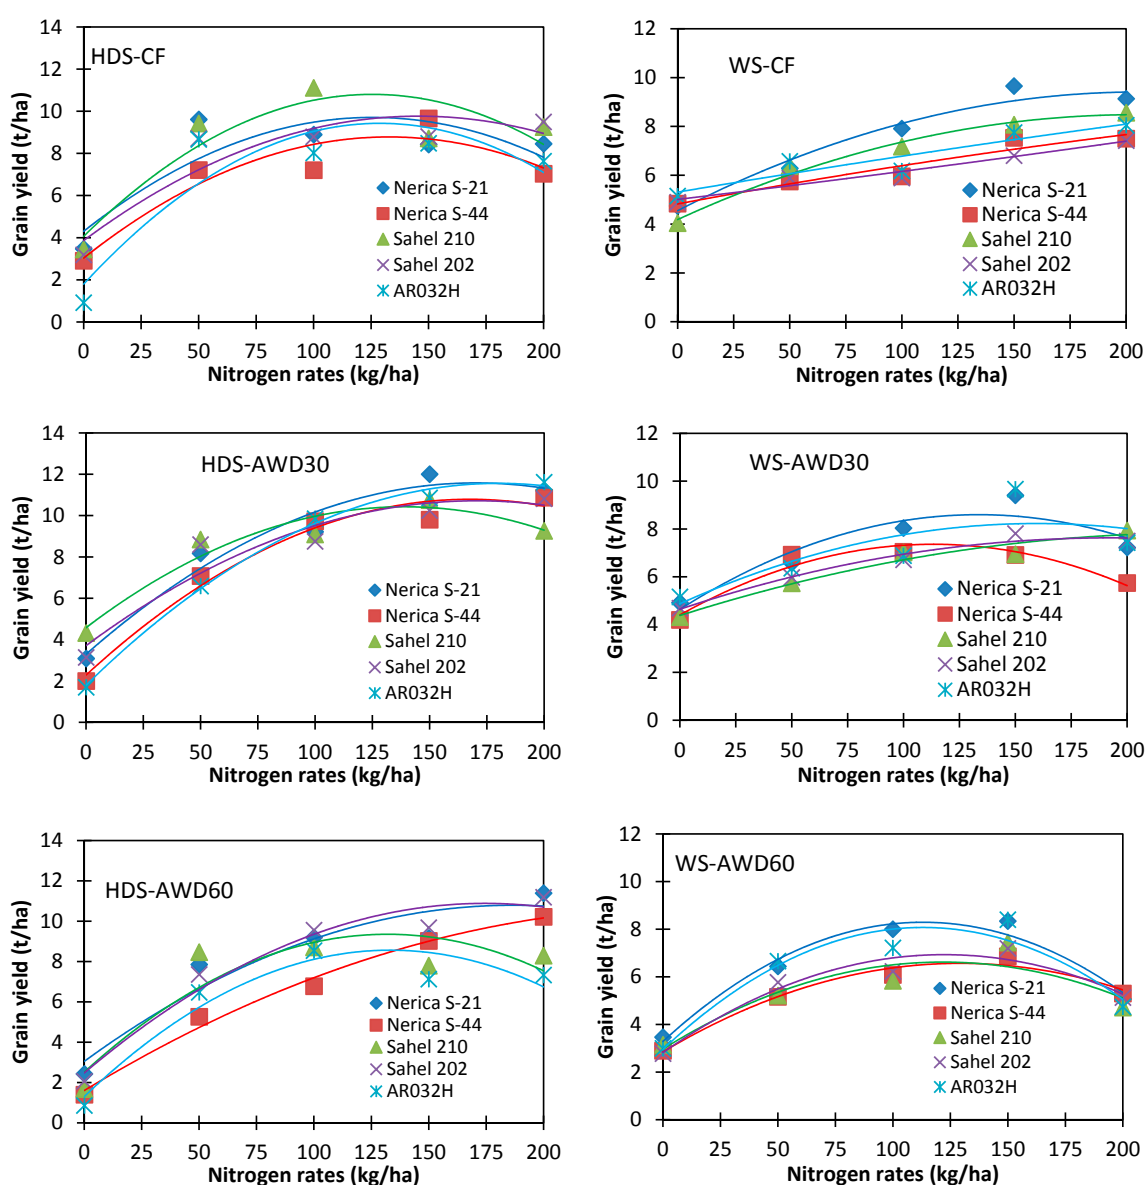 HDS-CF
Grain yield (t/ha)
14
12
10
8
6
4
2
0
Nerica S-21
Nerica S-44
Sahel 210
Sahel 202
AR032H
0 25 50 75 100 125 150 175 200
Nitrogen rates (kg/ha)
WS-CF
Grain yield (t/ha)
12
10
8
6
4
2
0
Nerica S-21
Nerica S-44
Sahel 210
Sahel 202
AR032H
0 25 50 75 100 125 150 175 200
Nitrogen rates (kg/ha)
HDS-AWD30
Grain yield (t/ha)
14
12
10
8
6
4
2
0
Nerica S-21
Nerica S-44
Sahel 210
Sahel 202
AR032H
0 25 50 75 100 125 150 175 200
Nitrogen rates (kg/ha)
WS-AWD30
Grain yield (t/ha)
12
10
8
6
4
2
0
Nerica S-21
Nerica S-44
Sahel 210
Sahel 202
AR032H
0 25 50 75 100 125 150 175 200
Nitrogen rates (kg/ha)
HDS-AWD60
Grain yield (t/ha)
14
12
10
8
6
4
2
0
Nerica S-21
Nerica S-44
Sahel 210
Sahel 202
AR032H
0 25 50 75 100 125 150 175 200
Nitrogen rates (kg/ha)
WS-AWD60
Grain yield (t/ha)
12
10
8
6
4
2
0
Nerica S-21
Nerica S-44
Sahel 210
Sahel 202
AR032H
0 25 50 75 100 125 150 175 200
Nitrogen rates (kg/ha)